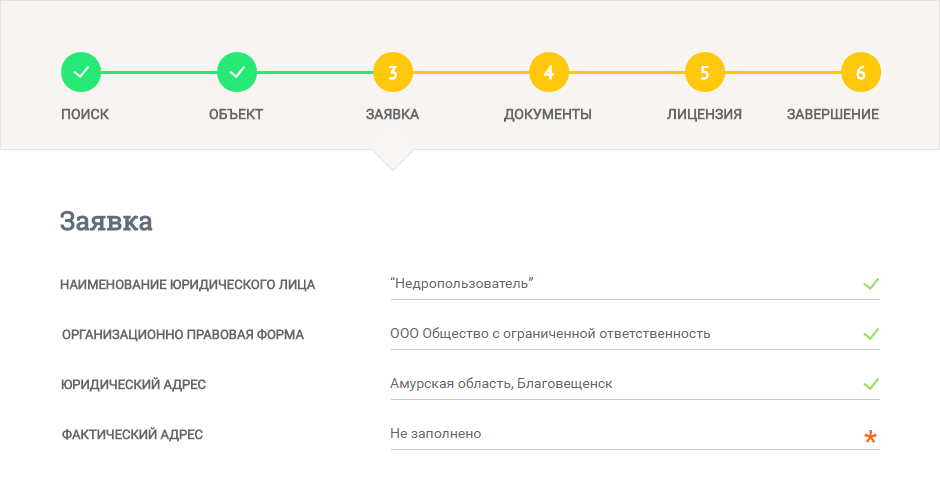 3 4 5 6
ПОИСК ОБЪЕКТ ЗАЯВКА ДОКУМЕНТЫ ЛИЦЕНЗИЯ ЗАВЕРШЕНИЕ
Заявка
НАИМЕНОВАНИЕ ЮРИДИЧЕСКОГО ЛИЦА “Недропользователь”
ОРГАНИЗАЦИОННО ПРАВОВАЯ ФОРМА ООО Общество с ограниченной ответственность
ЮРИДИЧЕСКИЙ АДРЕС Амурская область, Благовещенск
ФАКТИЧЕСКИЙ АДРЕС Не заполнено *